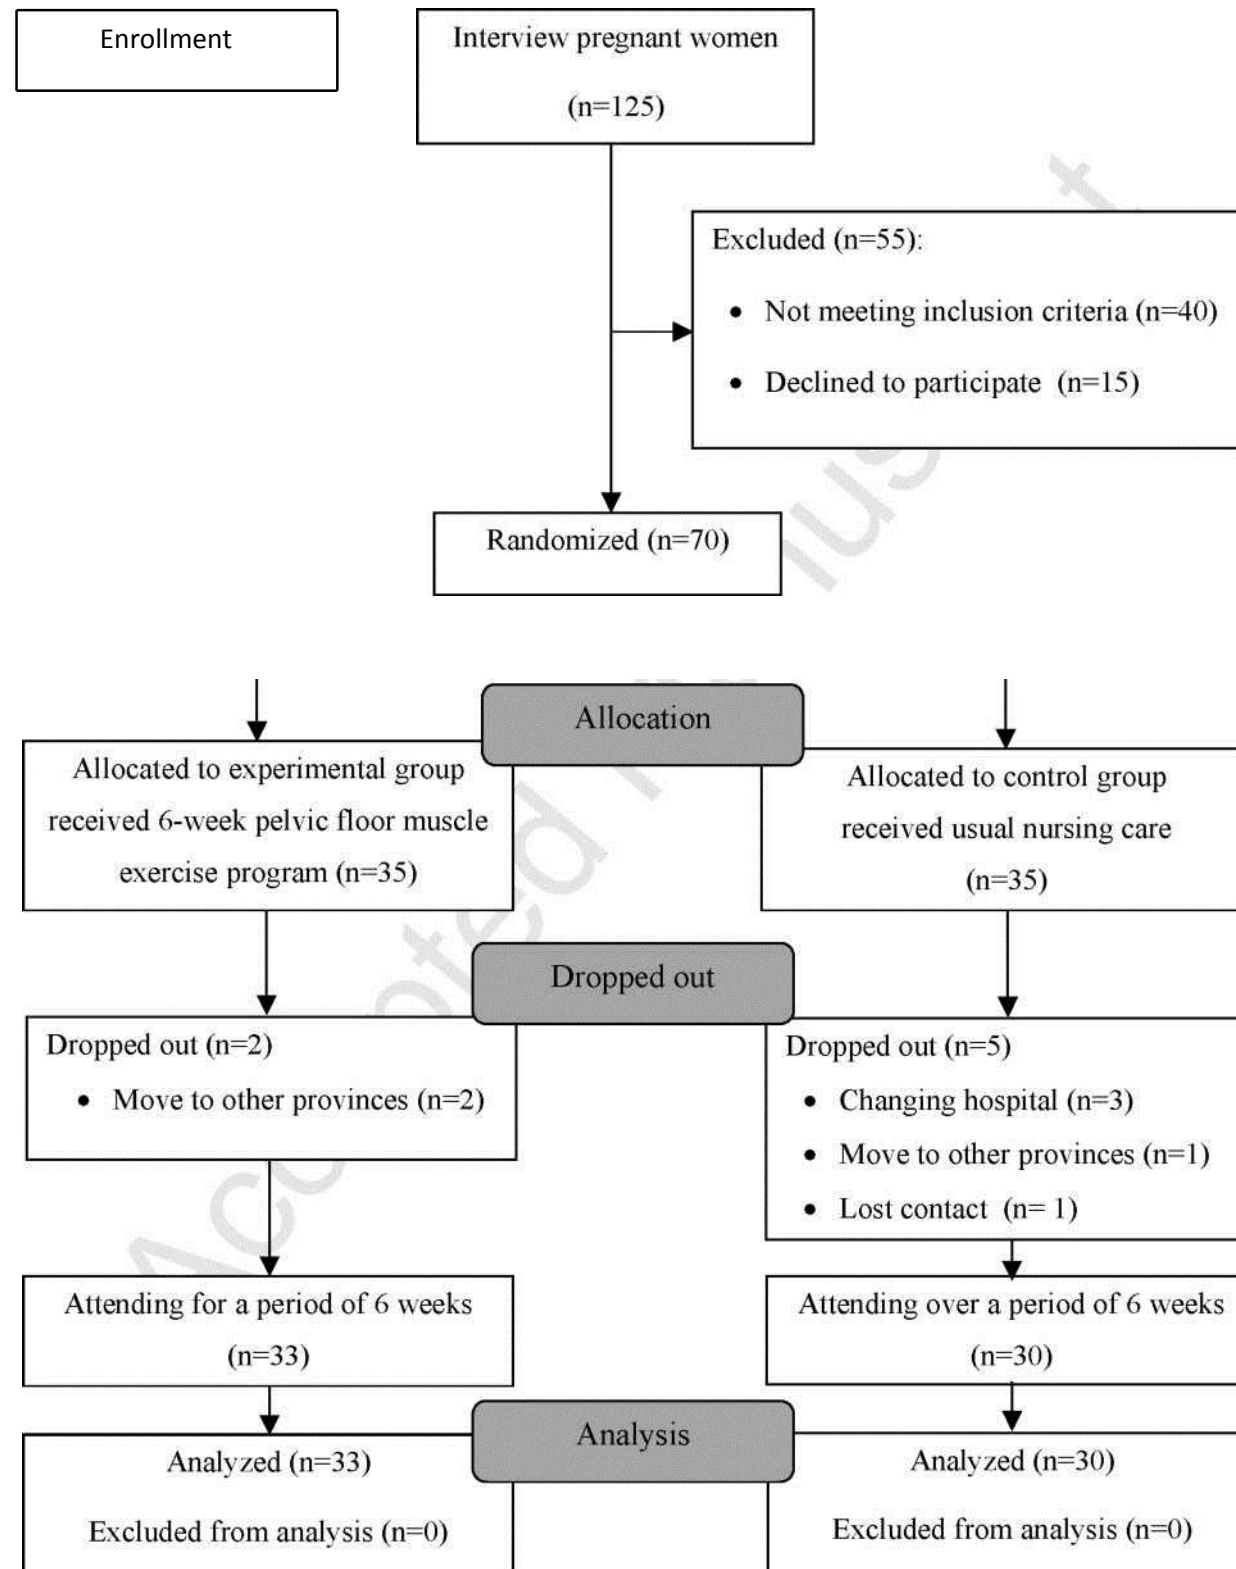 Enrollment
Interview pregnant women
(n=125)
Excluded (n=55):
• Not meeting inclusion criteria (n=40)
• Declined to participate (n=15)
Randomized (n=70)
Allocation
Allocated to experimental group
received 6-week pelvic floor muscle
exercise program (n=35)
Allocated to control group
received usual nursing care
(n=35)
Dropped out
Dropped out (n=2)
• Move to other provinces (n=2)
Dropped out (n=5)
• Changing hospital (n=3)
• Move to other provinces (n=1)
• Lost contact (n= 1)
Attending for a period of 6 weeks
(n=33)
Attending over a period of 6 weeks
(n=30)
Analysis
Analyzed (n=33)
Excluded from analysis (n=0)
Analyzed (n=30)
Excluded from analysis (n=0)